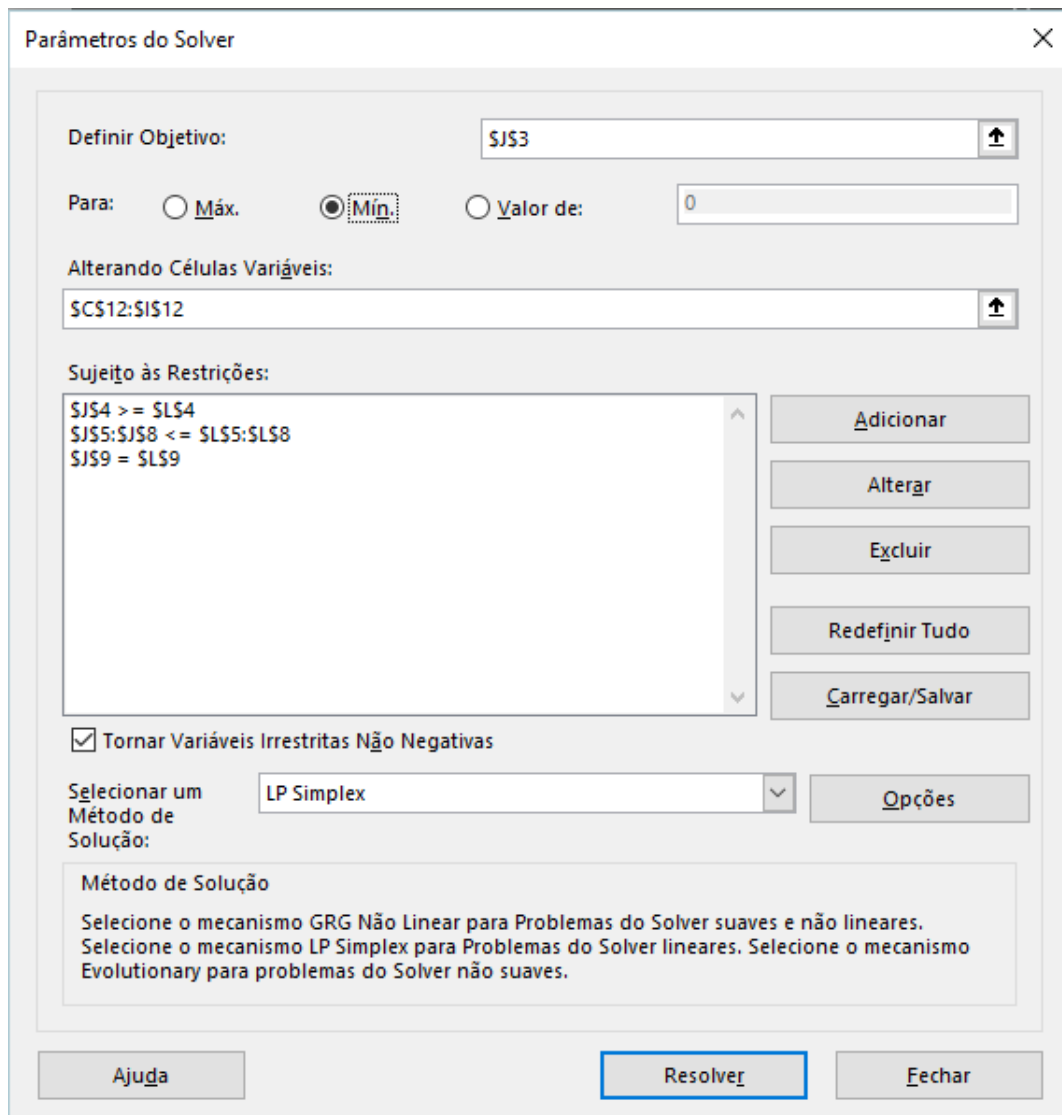 Parâmetros do Solver
Definir Objetivo:
$J$3
Para:
Máx.
Mín.
Valor de:
0
Alterando Células Variáveis:
$C$12:$I$12
Sujeito às Restrições:
$J$4 >= $L$4
$J$5:$J$8 <= $L$5:$L$8
$J$9 = $L$9
Adicionar
Alterar
Excluir
Redefinir Tudo
Carregar/Salvar
Tornar Variáveis Irrestritas Não Negativas
Selecionar um
Método de
Solução:
LP Simplex
Opções
Método de Solução
Selecione o mecanismo GRG Não Linear para Problemas do Solver suaves e não lineares.
Selecione o mecanismo LP Simplex para Problemas do Solver lineares. Selecione o mecanismo
Evolutionary para problemas do Solver não suaves.
Ajuda
Resolver
Fechar